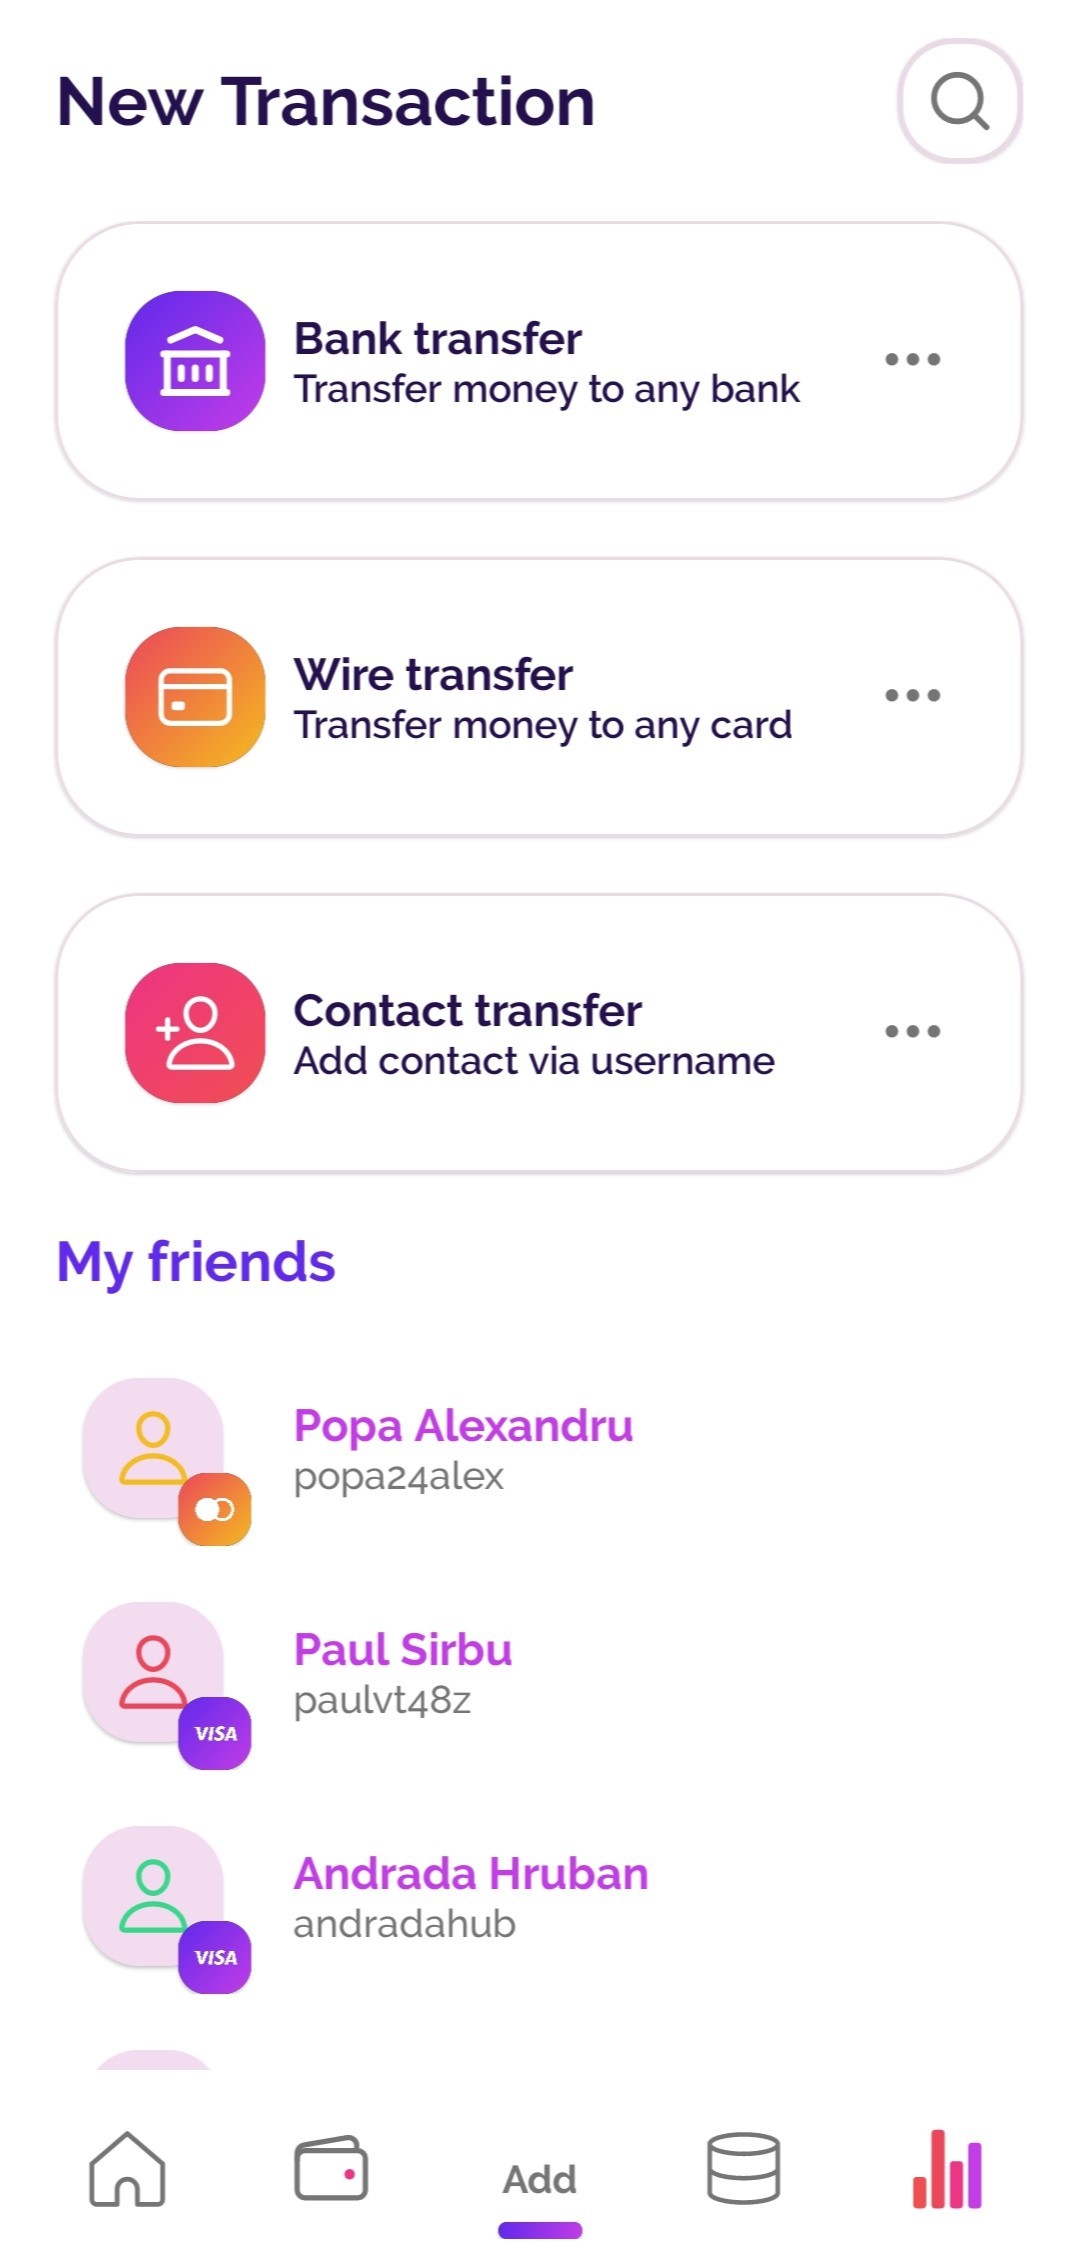 New Transaction
Bank transfer
Transfer money to any bank
Wire transfer
Transfer money to any card
Contact transfer
Add contact via username
My friends
Popa Alexandru
popa24alex
Paul Sirbu
paulvt48z
VISA
Andrada Hruban
andradahub
VISA
Add